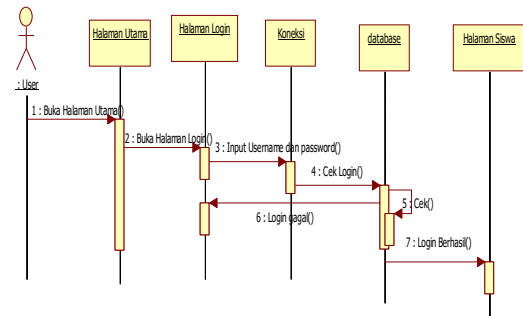 Halaman Utama
Halaman Login
Koneksi
database
Halaman Siswa
: User
1 : Buka Halaman Utama()
2 : Buka Halaman Login()
3 : Input Username dan password()
4 : Cek Login()
5 : Cek()
6 : Login gagal()
7 : Login Berhasil()